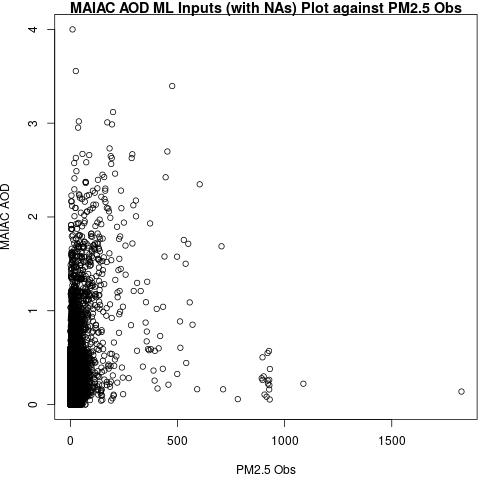 MAIAC AOD ML Inputs (with NAs) Plot against PM2.5 Obs
4
3
2
1
0
MAIAC AOD
0 500 1000 1500
PM2.5 Obs